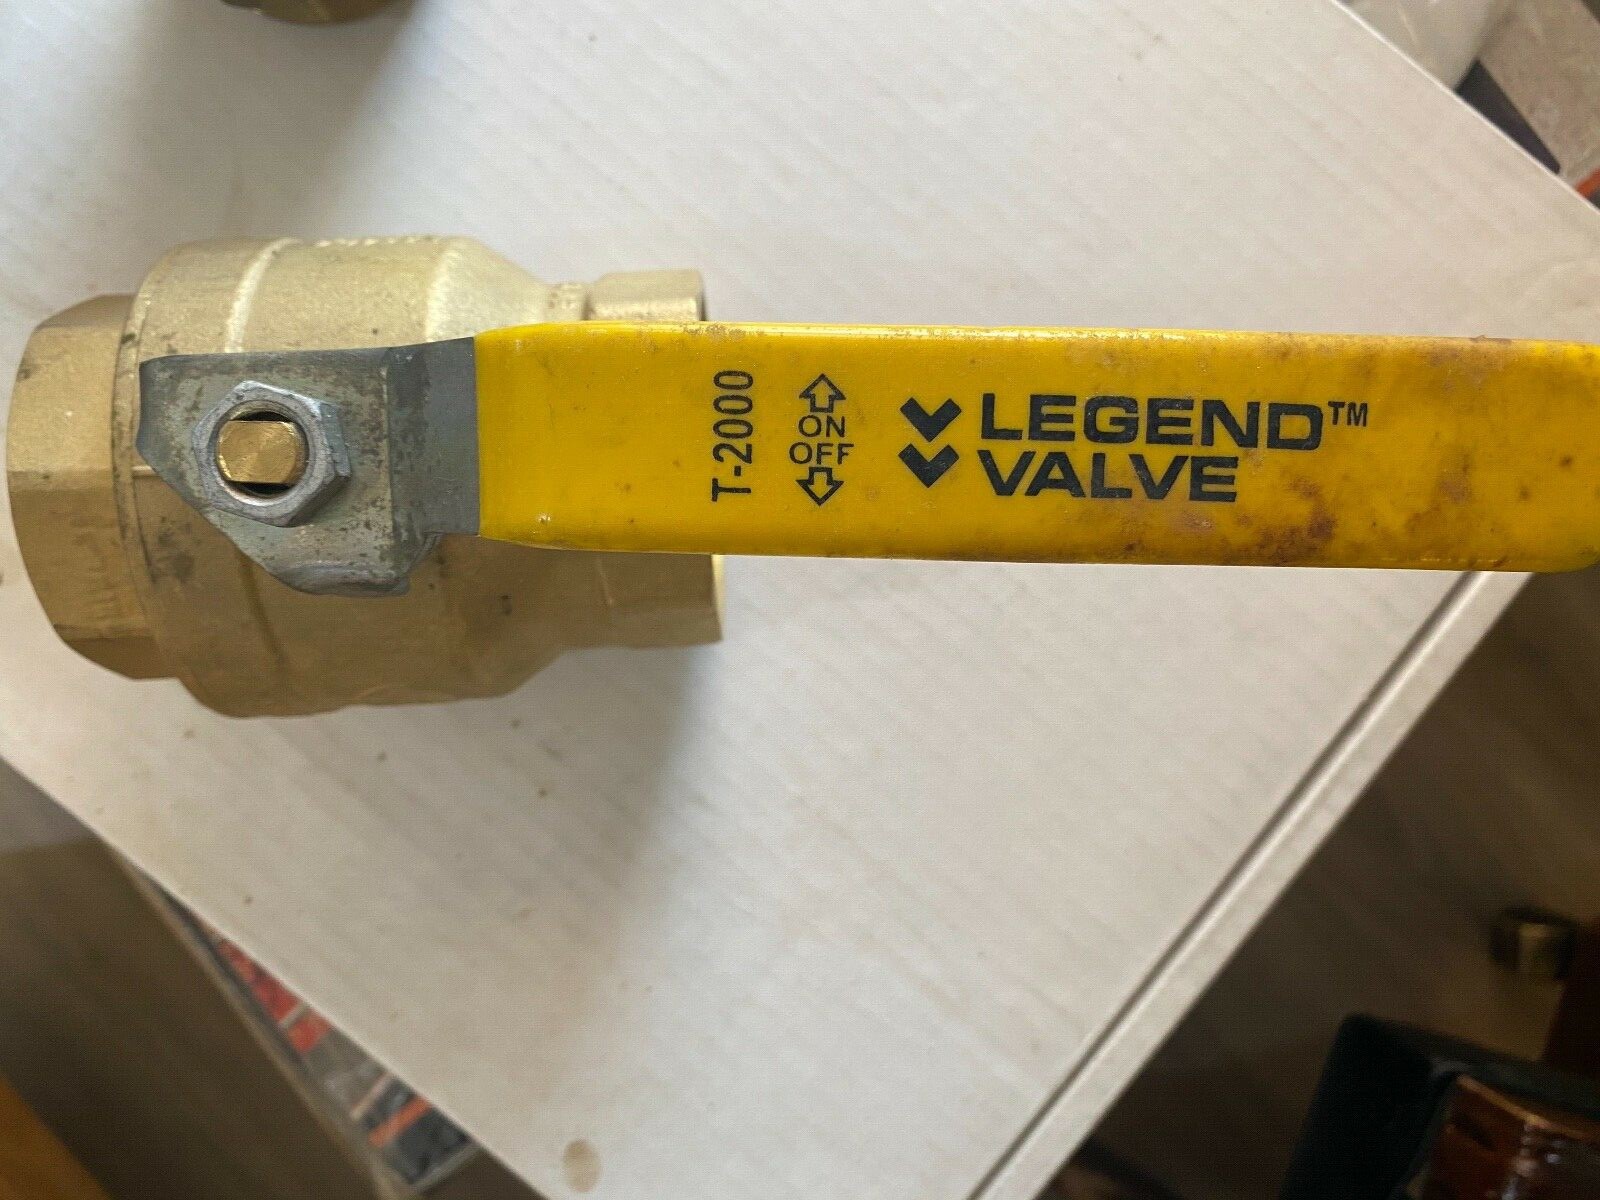 T-2000
ON
OFF
LEGEND™
VALVE